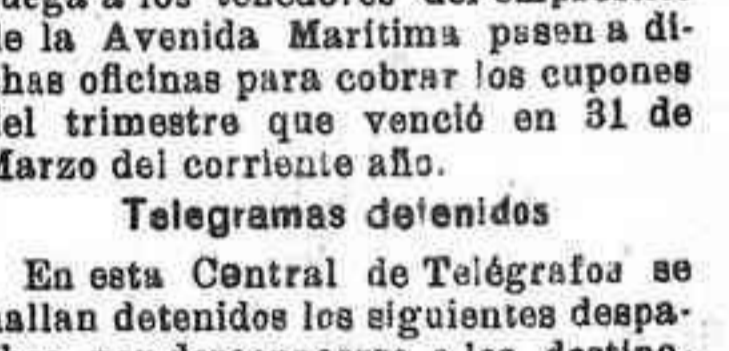 de la Avenida Marítima pasen a di-
chas oficinas para cobrar los cupones
del trimestre que venció en 31 de
Marzo del corriente año.
Telegramas detenidos
En esta Central de Telégrafos se
hallan detenidos los siguientes despa-